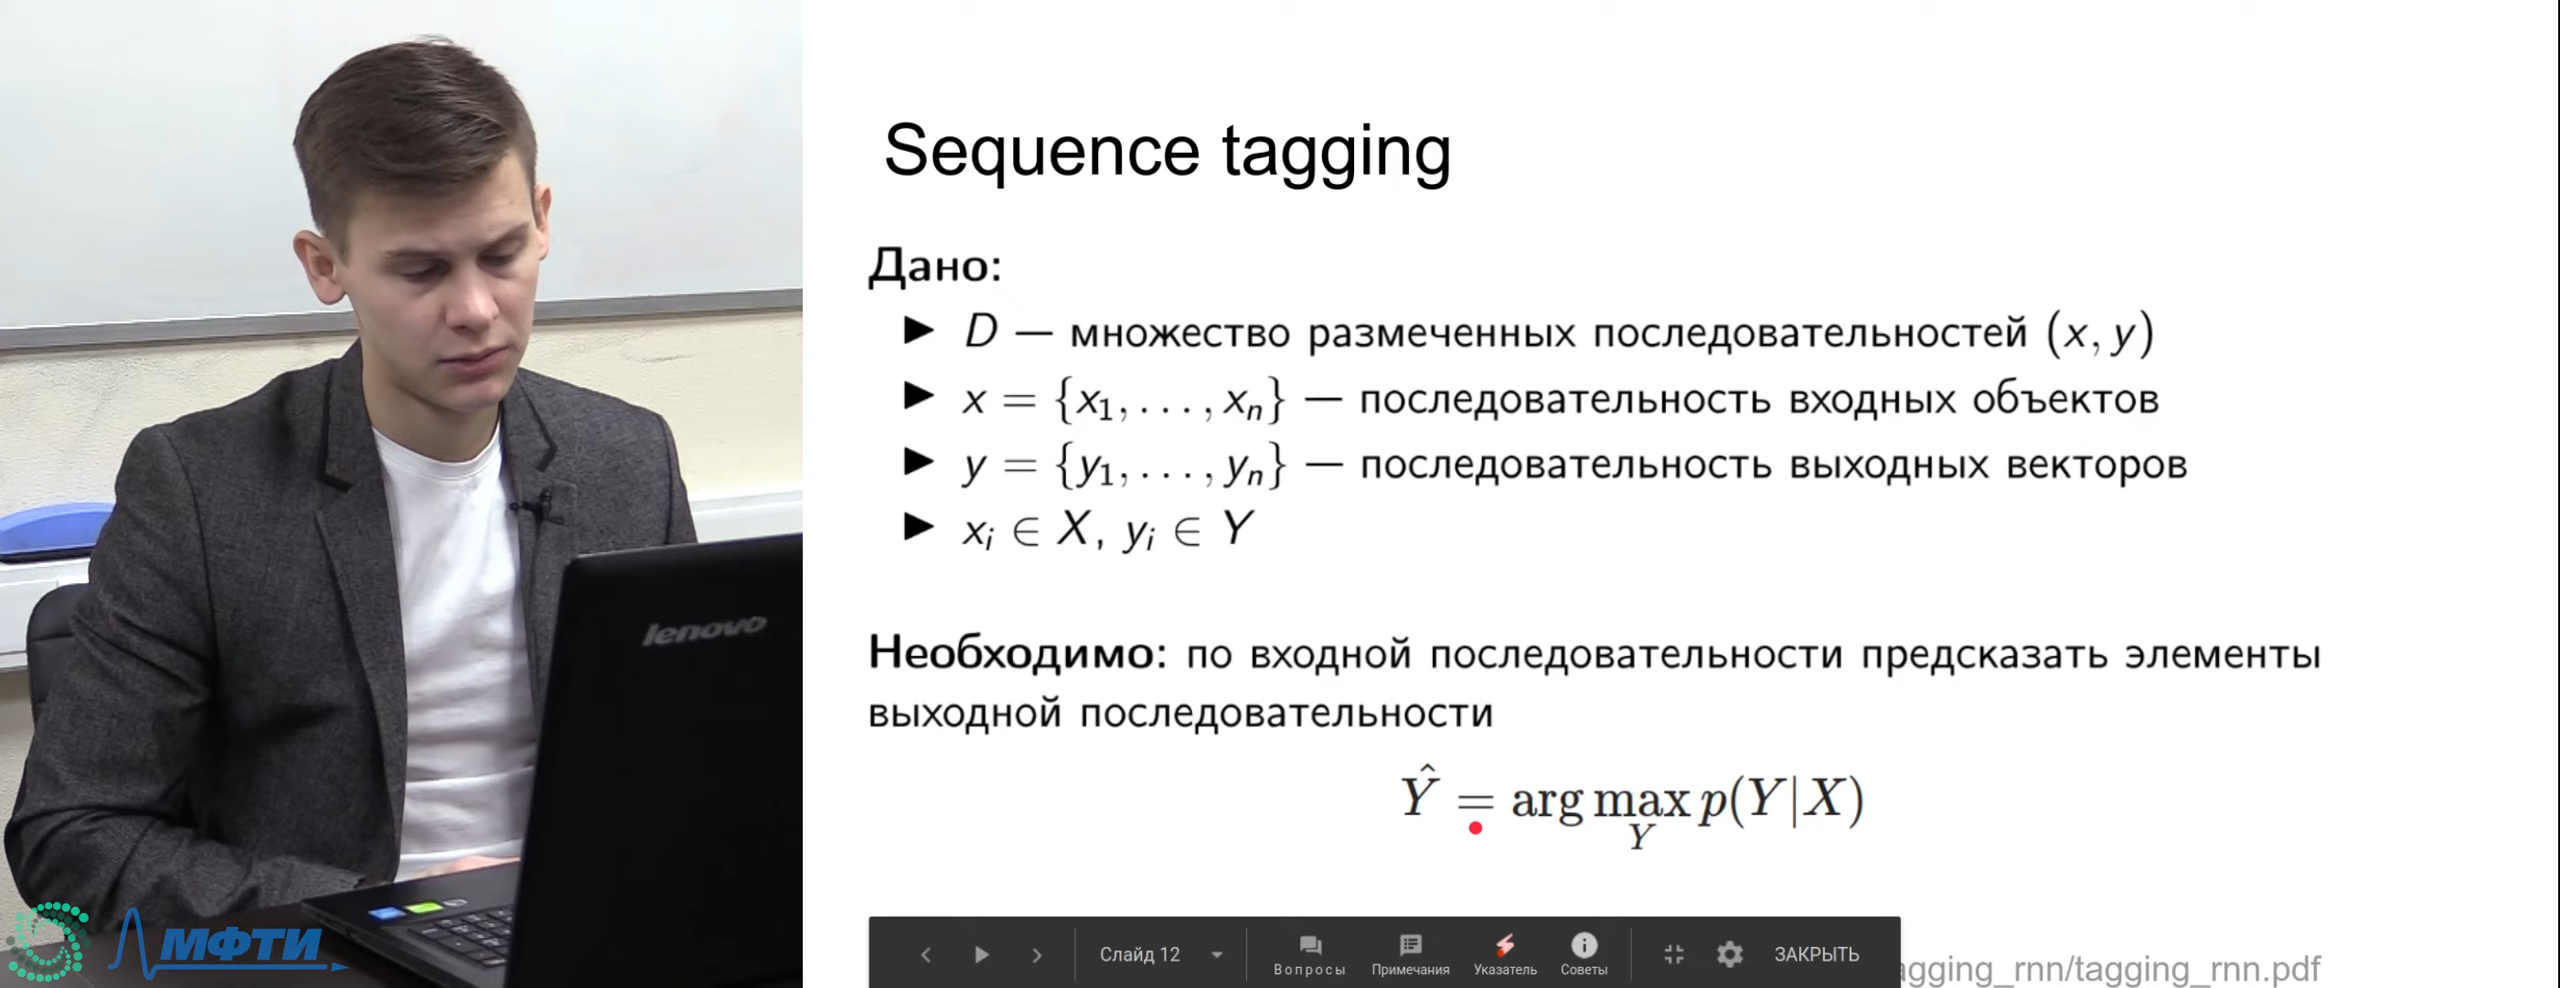 Sequence tagging
Дано:
▶ D — множество размеченных последовательностей (x, y)
▶ x = {x₁, . . . , xₙ} — последовательность входных объектов
▶ y = {y₁, . . . , yₙ} — последовательность выходных векторов
▶ xᵢ ∈ X, yᵢ ∈ Y
Необходимо: по входной последовательности предсказать элементы
выходной последовательности
Ŷ = arg max p(Y|X)
Y
lenovo
МФТИ
Слайд 12
Вопросы
Примечания
Указатель
Советы
ЗАКРЫТЬ
agging_rnn/tagging_rnn.pdf